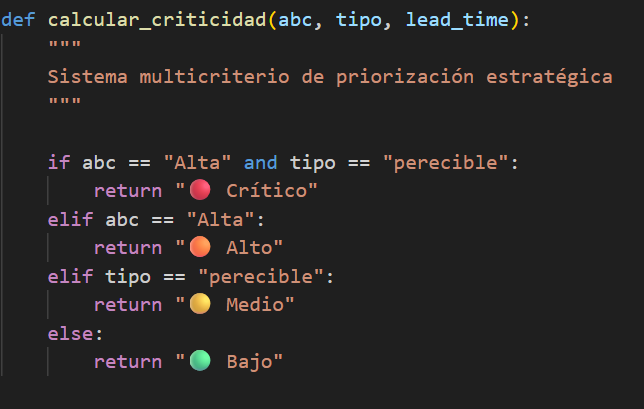 def calcular_criticidad(abc, tipo, lead_time):
    """
    Sistema multicriterio de priorización estratégica
    """
    if abc == "Alta" and tipo == "perecible":
        return "🔴 Crítico"
    elif abc == "Alta":
        return "🟠 Alto"
    elif tipo == "perecible":
        return "🟡 Medio"
    else:
        return "🟢 Bajo"